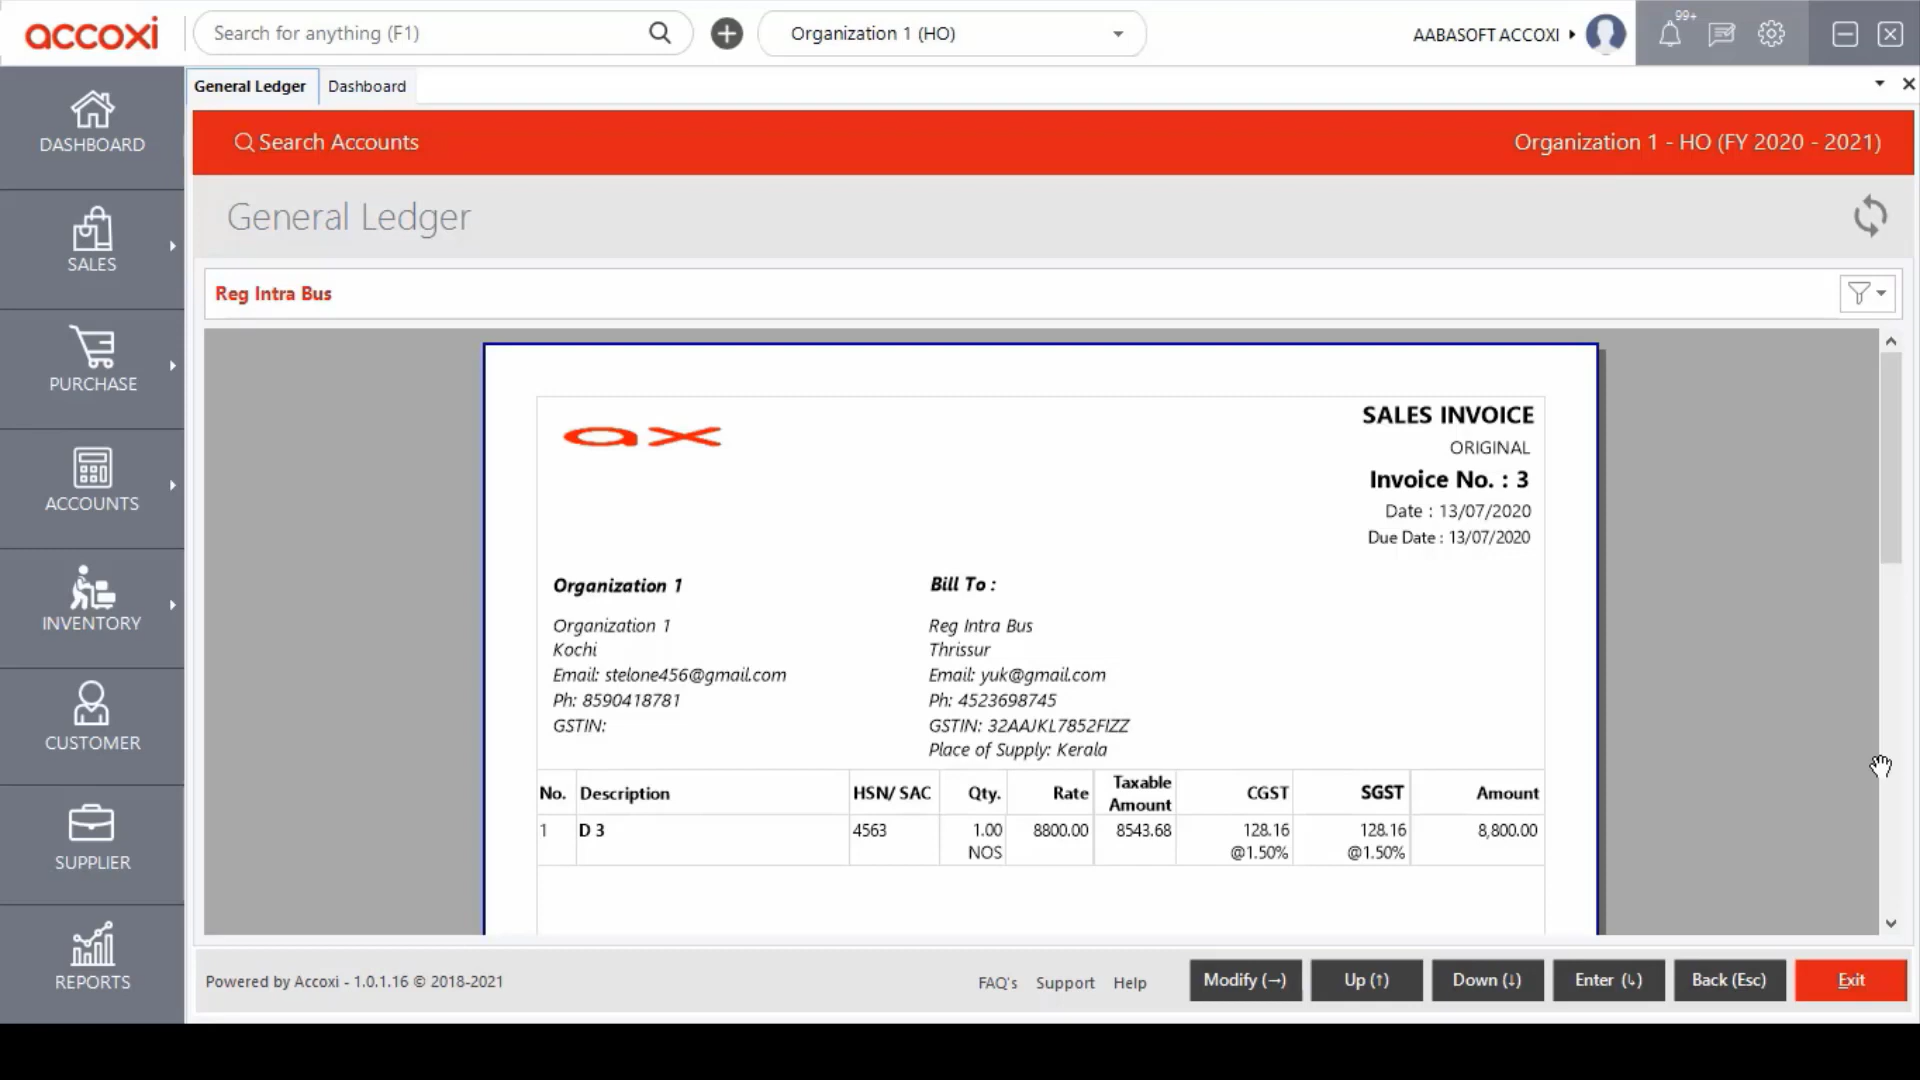 accoxi
Search for anything (F1)
Organization 1 (HO)
AABASOFT ACCOXI
99+
General Ledger
Dashboard
Search Accounts
Organization 1 - HO (FY 2020 - 2021)
General Ledger
Reg Intra Bus
DASHBOARD
SALES
PURCHASE
ACCOUNTS
INVENTORY
CUSTOMER
SUPPLIER
REPORTS
ax
SALES INVOICE
ORIGINAL
Invoice No. : 3
Date : 13/07/2020
Due Date : 13/07/2020
Organization 1
Organization 1
Kochi
Email: stelone456@gmail.com
Ph: 8590418781
GSTIN:
Bill To :
Reg Intra Bus
Thrissur
Email: yuk@gmail.com
Ph: 4523698745
GSTIN: 32AAJKL7852FIZZ
Place of Supply: Kerala
No. Description HSN/ SAC Qty. Rate Taxable Amount CGST SGST Amount
1 D 3 4563 1.00 8800.00 8543.68 128.16 128.16 8,800.00
NOS @1.50% @1.50%
Powered by Accoxi - 1.0.1.16 © 2018-2021
FAQ's Support Help
Modify (→) Up (↑) Down (↓) Enter (↳) Back (Esc) Exit